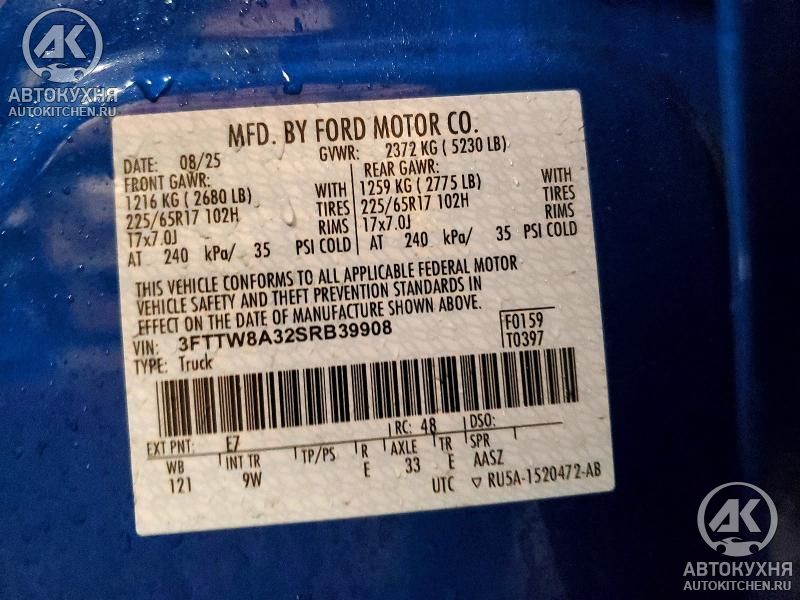 АК
АВТОКУХНЯ
AUTOKITCHEN.RU
MFD. BY FORD MOTOR CO.
DATE: 08/25 GVWR: 2372 KG ( 5230 LB)
FRONT GAWR: REAR GAWR:
1216 KG ( 2680 LB) WITH 1259 KG ( 2775 LB) WITH
225/65R17 102H TIRES 225/65R17 102H TIRES
17x7.0J RIMS 17x7.0J RIMS
AT 240 kPa/ 35 PSI COLD AT 240 kPa/ 35 PSI COLD
THIS VEHICLE CONFORMS TO ALL APPLICABLE FEDERAL MOTOR
VEHICLE SAFETY AND THEFT PREVENTION STANDARDS IN
EFFECT ON THE DATE OF MANUFACTURE SHOWN ABOVE.
VIN: 3FTTW8A32SRB39908 F0159
TYPE: Truck T0397
EXT PNT: E7 RC: 48 DSO:
WB INT TR TP/PS R AXLE TR SPR
121 9W E 33 E AASZ
UTC ▽ RU5A-1520472-AB
АК
АВТОКУХНЯ
AUTOKITCHEN.RU